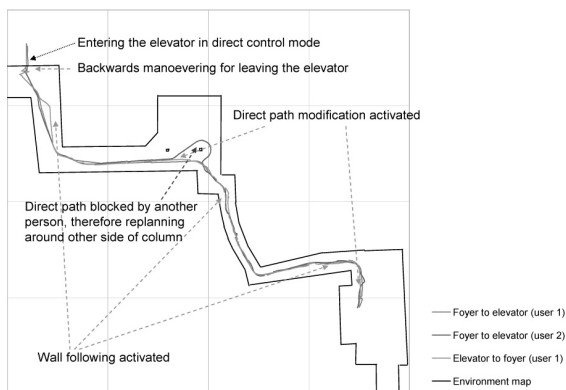 Entering the elevator in direct control mode
Backwards manoevering for leaving the elevator
Direct path modification activated
Direct path blocked by another
person, therefore replanning
around other side of column
Wall following activated
Foyer to elevator (user 1)
Foyer to elevator (user 2)
Elevator to foyer (user 1)
Environment map